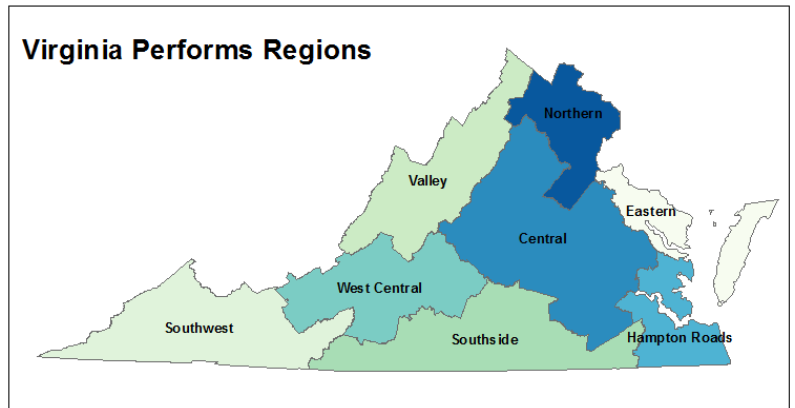 Virginia Performs Regions
Northern
Valley
Eastern
Central
West Central
Southwest
Southside
Hampton Roads